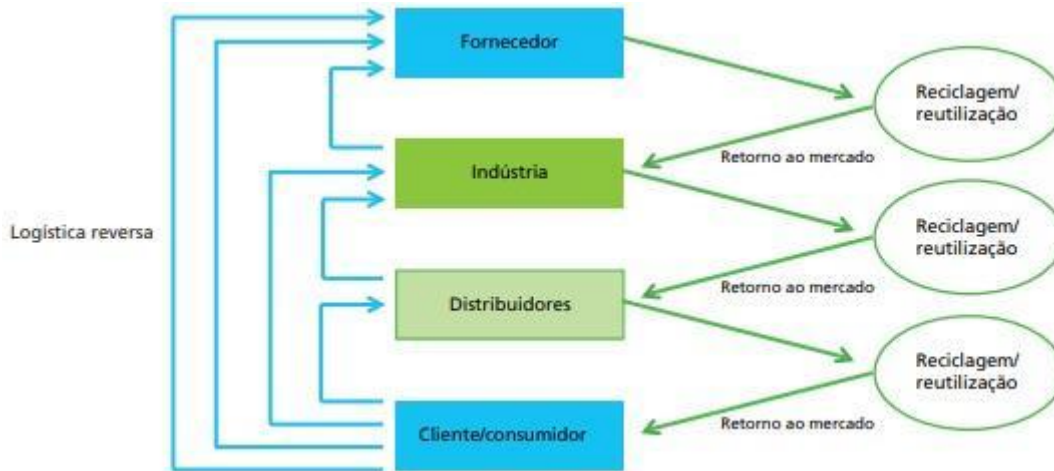 Fornecedor
Reciclagem/
reutilização
Retorno ao mercado
Indústria
Logística reversa
Reciclagem/
reutilização
Retorno ao mercado
Distribuidores
Reciclagem/
reutilização
Retorno ao mercado
Cliente/consumidor